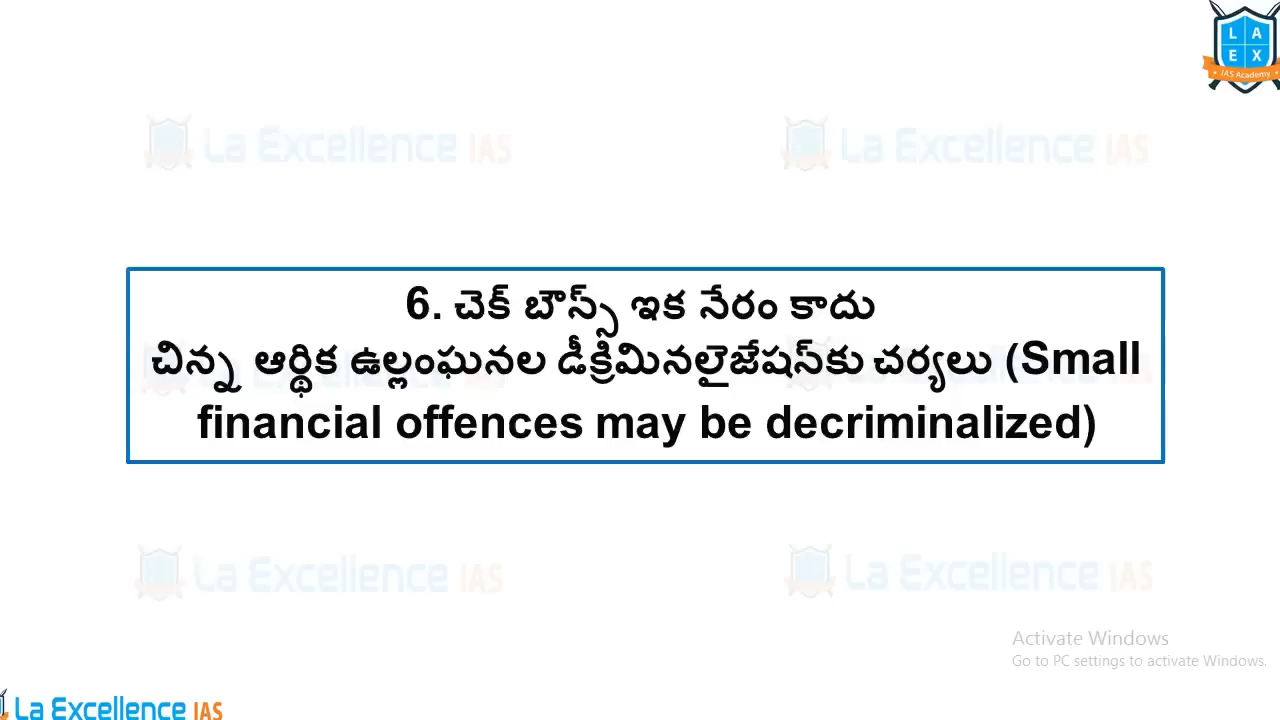 L A
E X
IAS Academy
La Excellence IAS
La Excellence IAS
6. చెక్ బౌన్స్ ఇక నేరం కాదు
చిన్న ఆర్థిక ఉల్లంఘనల డీక్రిమినలైజేషన్‌కు చర్యలు (Small
financial offences may be decriminalized)
La Excellence IAS
La Excellence IAS
Activate Windows
Go to PC settings to activate Windows.
La Excellence IAS